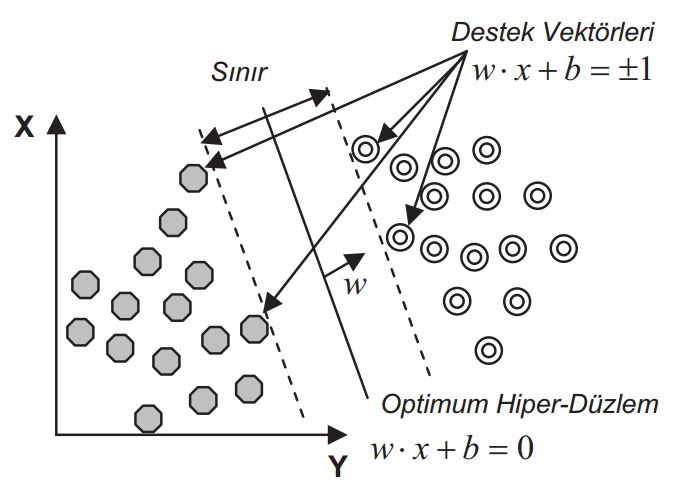 Destek Vektörleri
w · x + b = ±1
Sınır
X
w
Optimum Hiper-Düzlem
w · x + b = 0
Y